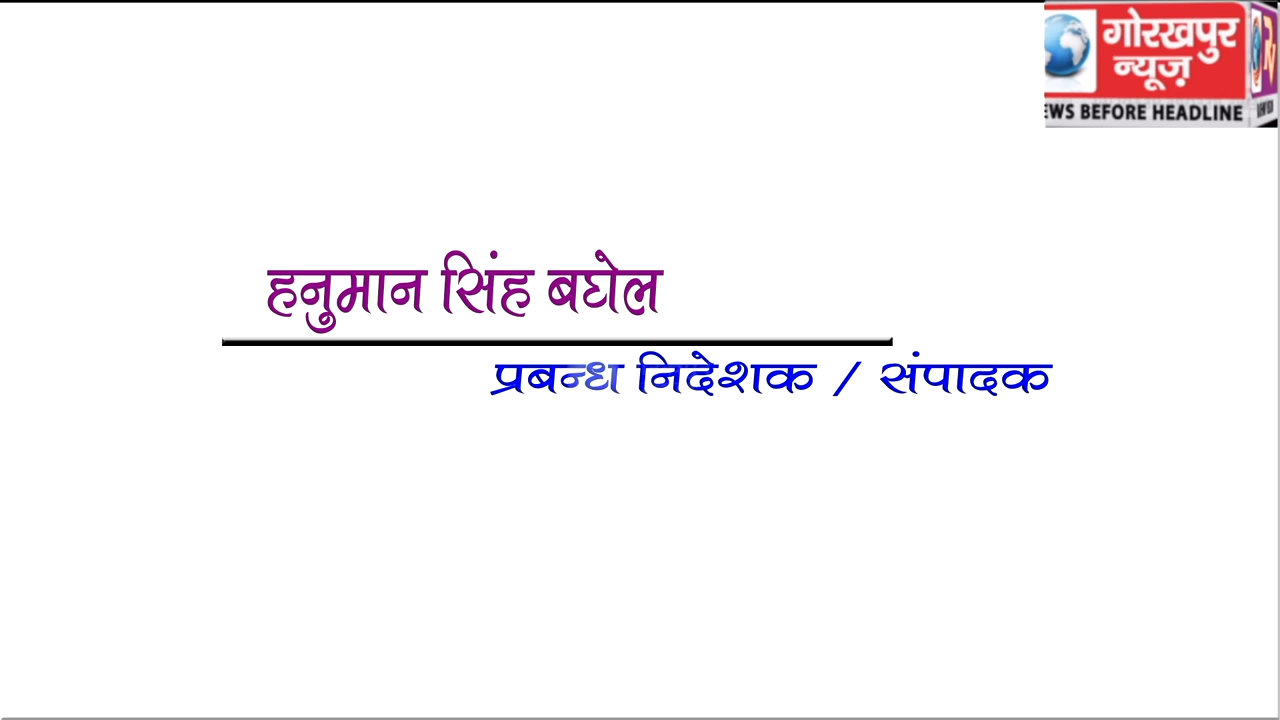 गोरखपुर
न्यूज़
EWS BEFORE HEADLINE
हनुमान सिंह बघेल
प्रबन्ध निदेशक / संपादक